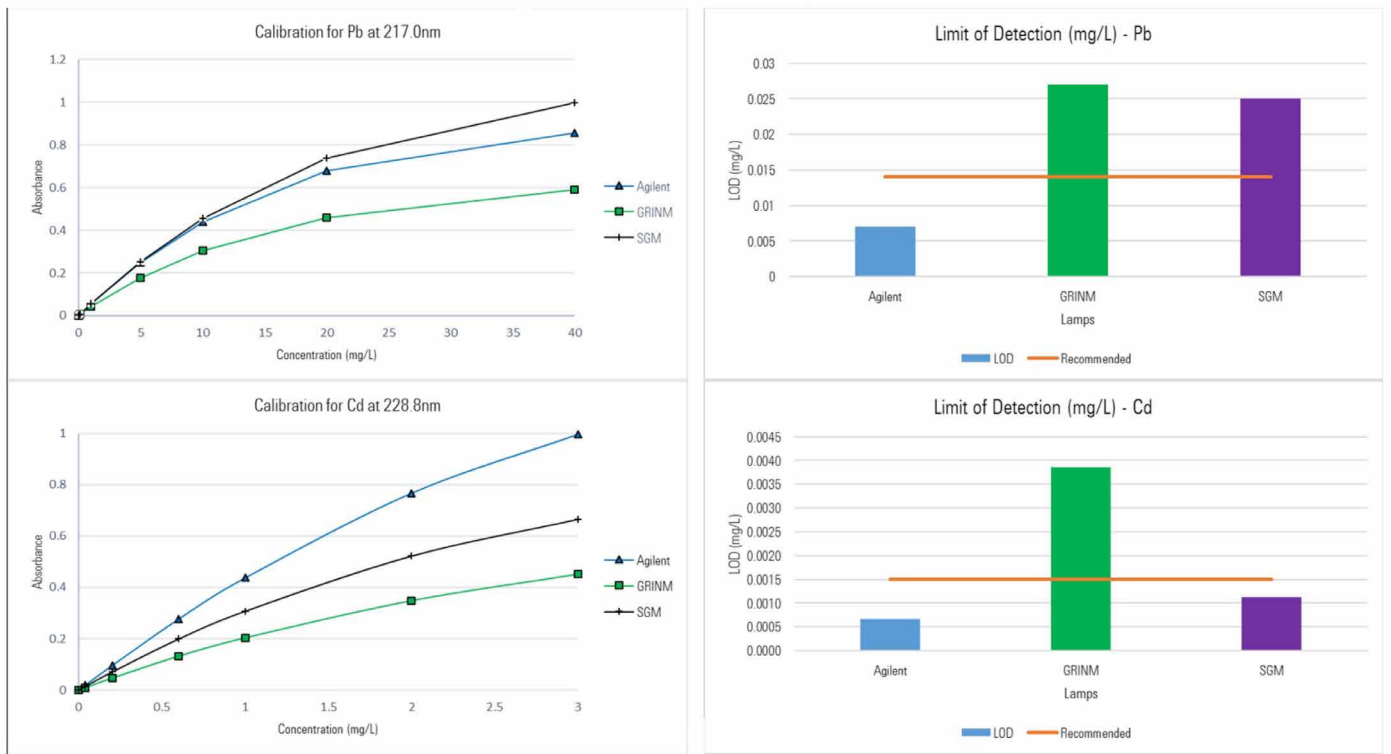 Calibration for Pb at 217.0nm
1.2
1
0.8
0.6
0.4
0.2
0
Absorbance
0 5 10 15 20 25 30 35 40
Concentration (mg/L)
Agilent
GRINM
SGM
Limit of Detection (mg/L) - Pb
0.03
0.025
0.02
0.015
0.01
0.005
0
LOD (mg/L)
Agilent GRINM SGM
Lamps
LOD Recommended
Calibration for Cd at 228.8nm
1
0.8
0.6
0.4
0.2
0
Absorbance
0 0.5 1 1.5 2 2.5 3
Concentration (mg/L)
Agilent
GRINM
SGM
Limit of Detection (mg/L) - Cd
0.0045
0.0040
0.0035
0.0030
0.0025
0.0020
0.0015
0.0010
0.0005
0.0000
LOD (mg/L)
Agilent GRINM SGM
Lamps
LOD Recommended